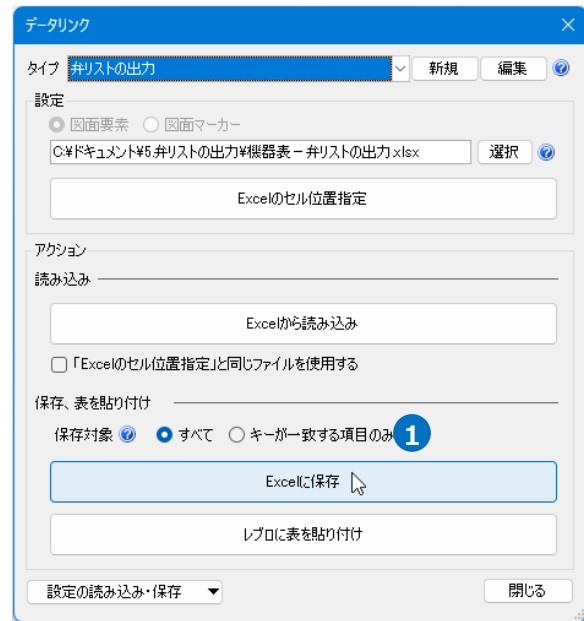 データリンク
タイプ 弁リストの出力 新規 編集
設定
図面要素 図面マーカー
C:¥ドキュメント¥5.弁リストの出力¥機器表－弁リストの出力.xlsx 選択
Excelのセル位置指定
アクション
読み込み
Excelから読み込み
「Excelのセル位置指定」と同じファイルを使用する
保存、表を貼り付け
保存対象 すべて キーが一致する項目のみ 1
Excelに保存
レブロに表を貼り付け
設定の読み込み・保存 閉じる